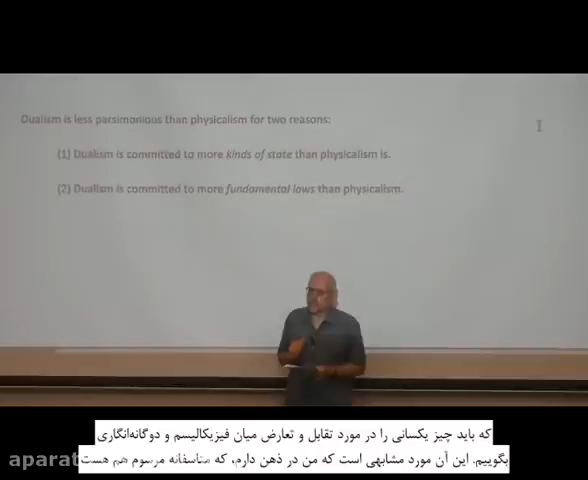 Dualism is less parsimonious than physicalism for two reasons:
(1) Dualism is committed to more kinds of state than physicalism is.
(2) Dualism is committed to more fundamental laws than physicalism.
که باید چیز یکسانی را در مورد تقابل و تعارض میان فیزیکالیسم و دوگانه‌انگاری
بگوییم. این آن مورد مشابهی است که من در ذهن دارم، که متاسفانه مرسوم هم هست
aparat